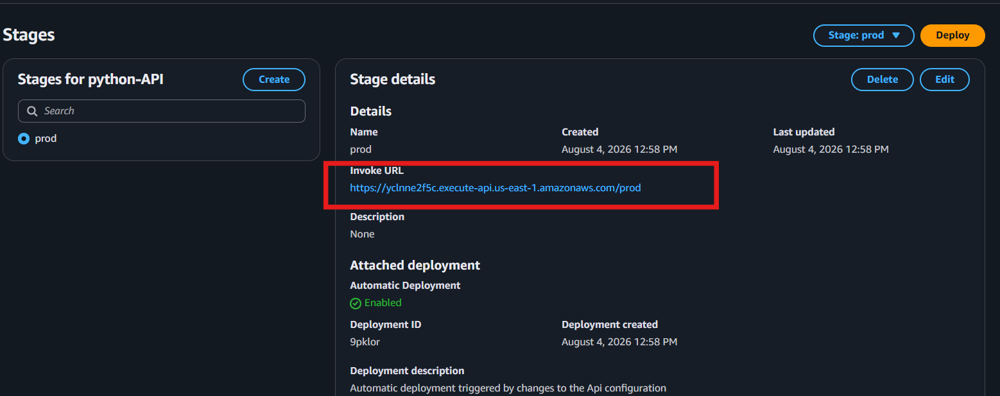 Stages
Stage: prod
Deploy
Stages for python-API
Create
Search
prod
Stage details
Delete
Edit
Details
Name
Created
Last updated
prod
August 4, 2026 12:58 PM
August 4, 2026 12:58 PM
Invoke URL
https://yclnne2f5c.execute-api.us-east-1.amazonaws.com/prod
Description
None
Attached deployment
Automatic Deployment
Enabled
Deployment ID
Deployment created
9pklor
August 4, 2026 12:58 PM
Deployment description
Automatic deployment triggered by changes to the Api configuration